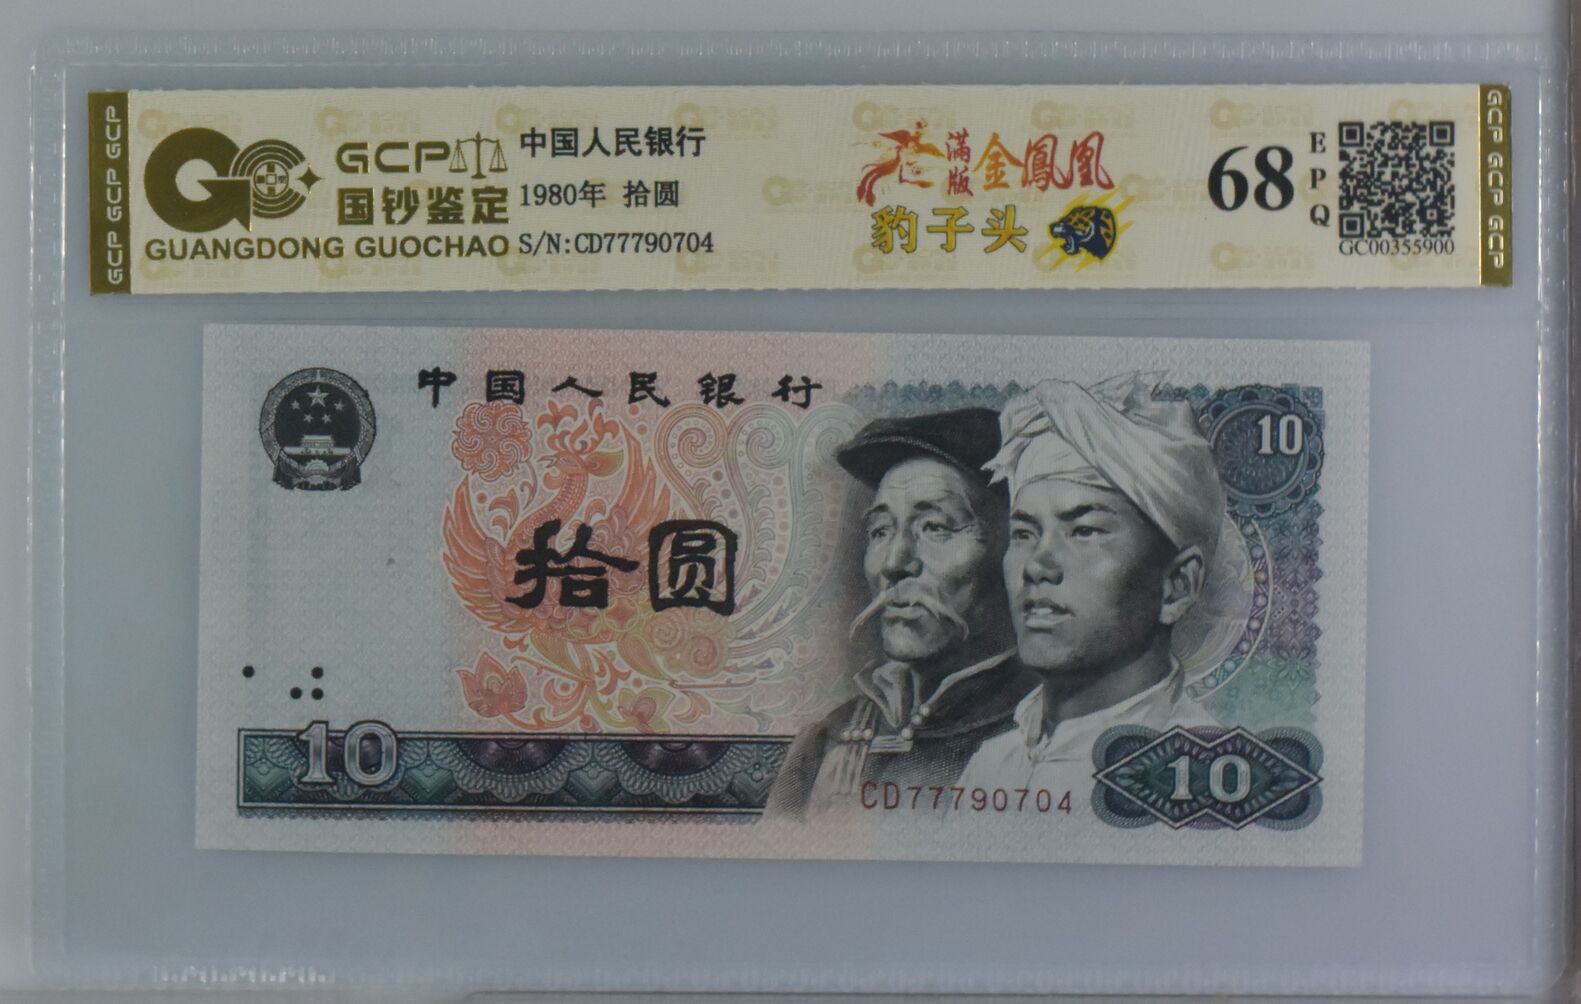 GCP GCP GCP
GCP
国钞鉴定
GUANGDONG GUOCHAO
中国人民银行
1980年 拾圆
S/N:CD77790704
满版 金鳳凰
豹子头
68
EPQ
GC00355900
GCP GCP GCP
中国人民银行
10
拾圆
10
CD77790704
10